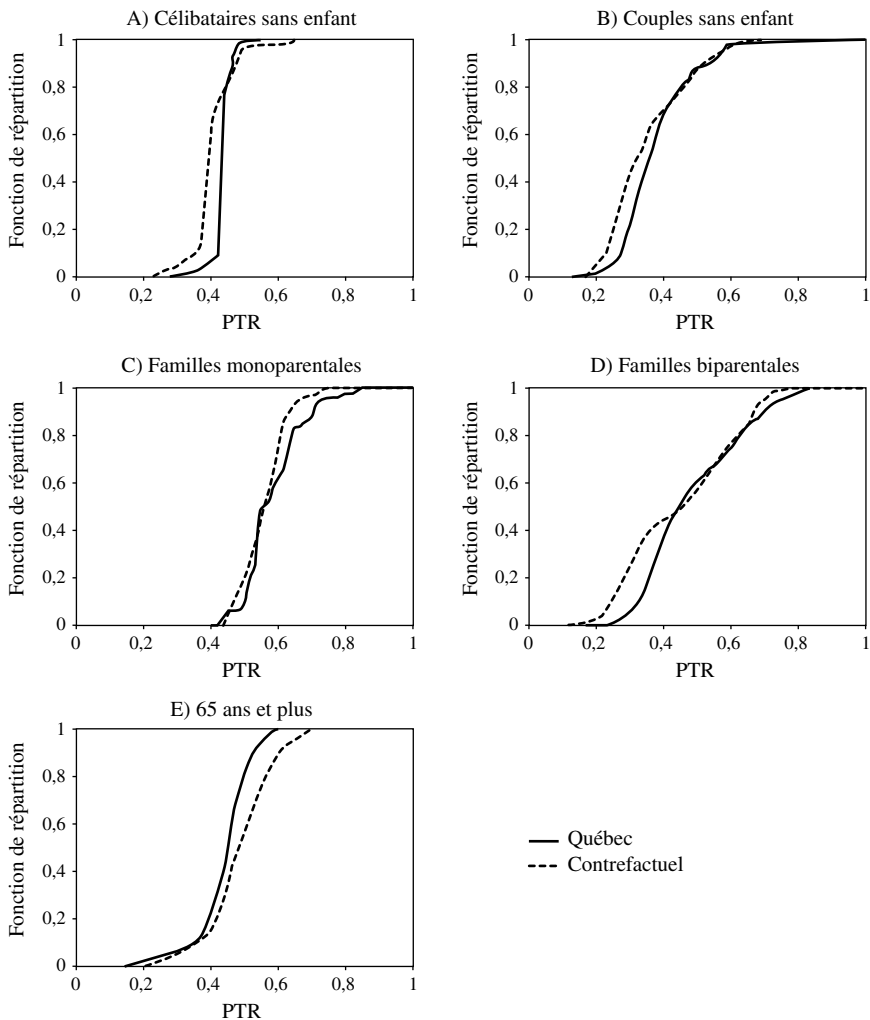 A) Célibataires sans enfant
Fonction de répartition
1
0,8
0,6
0,4
0,2
0
0 0,2 0,4 0,6 0,8 1
PTR
B) Couples sans enfant
Fonction de répartition
1
0,8
0,6
0,4
0,2
0
0 0,2 0,4 0,6 0,8 1
PTR
C) Familles monoparentales
Fonction de répartition
1
0,8
0,6
0,4
0,2
0
0 0,2 0,4 0,6 0,8 1
PTR
D) Familles biparentales
Fonction de répartition
1
0,8
0,6
0,4
0,2
0
0 0,2 0,4 0,6 0,8 1
PTR
E) 65 ans et plus
Fonction de répartition
1
0,8
0,6
0,4
0,2
0
0 0,2 0,4 0,6 0,8 1
PTR
Québec
Contrefactuel